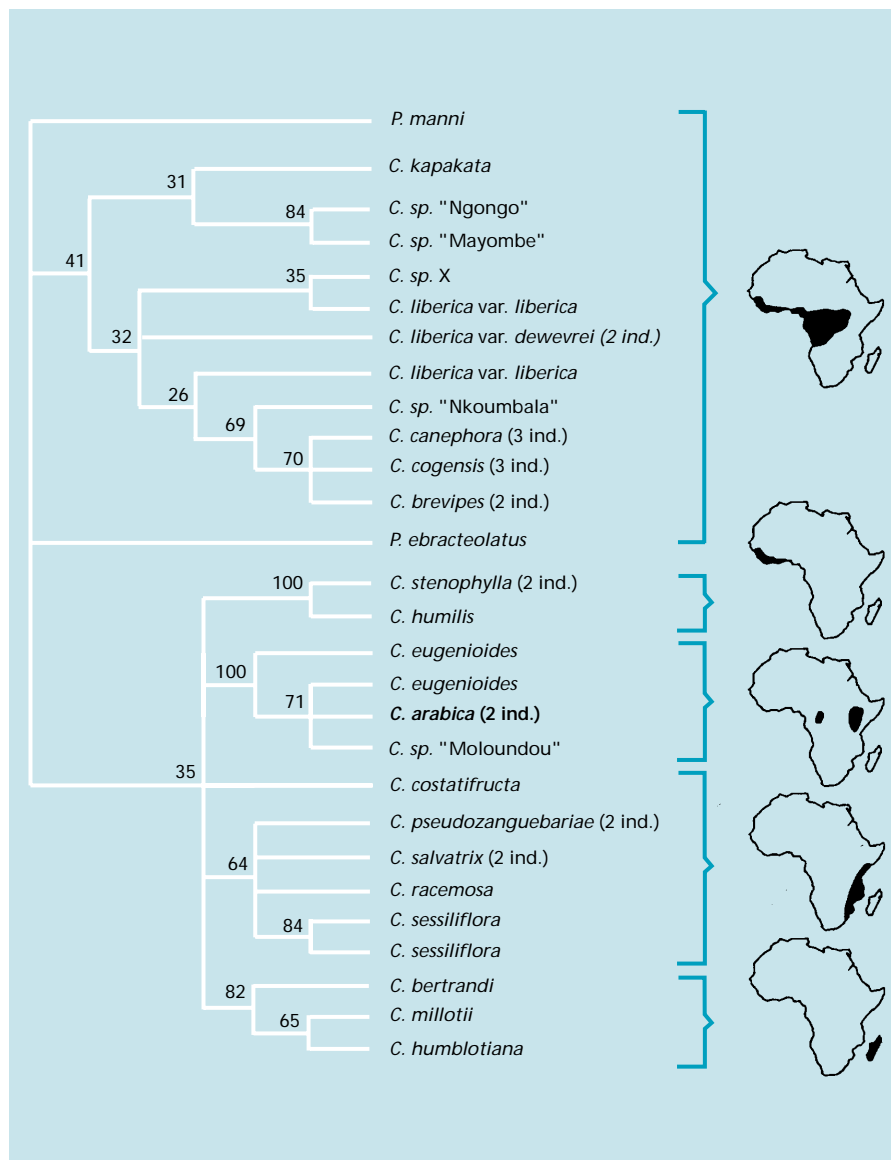 P. manni
C. kapakata
31
84
C. sp. "Ngongo"
C. sp. "Mayombe"
41
35
C. sp. X
C. liberica var. liberica
32
C. liberica var. dewevrei (2 ind.)
C. liberica var. liberica
26
C. sp. "Nkoumbala"
69
C. canephora (3 ind.)
70
C. cogensis (3 ind.)
C. brevipes (2 ind.)
P. ebracteolatus
100
C. stenophylla (2 ind.)
C. humilis
C. eugenioides
100
C. eugenioides
71
C. arabica (2 ind.)
C. sp. "Moloundou"
35
C. costatifructa
C. pseudozanguebariae (2 ind.)
64
C. salvatrix (2 ind.)
C. racemosa
84
C. sessiliflora
C. sessiliflora
82
C. bertrandi
65
C. millotii
C. humblotiana